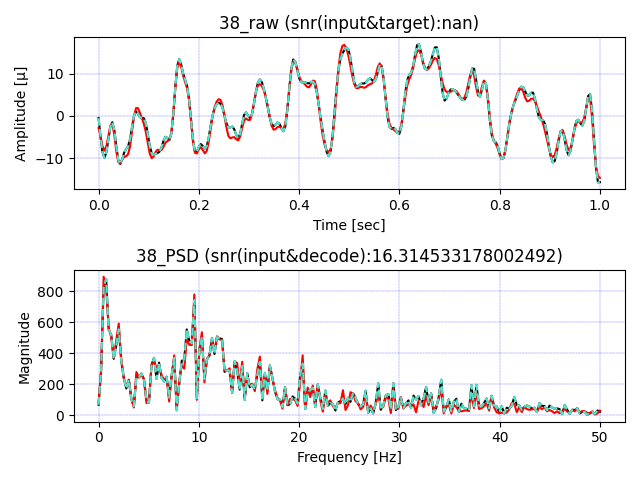 38_raw (snr(input&target):nan)
Amplitude [µ]
10
0
−10
0.0 0.2 0.4 0.6 0.8 1.0
Time [sec]
38_PSD (snr(input&decode):16.314533178002492)
Magnitude
800
600
400
200
0
0 10 20 30 40 50
Frequency [Hz]